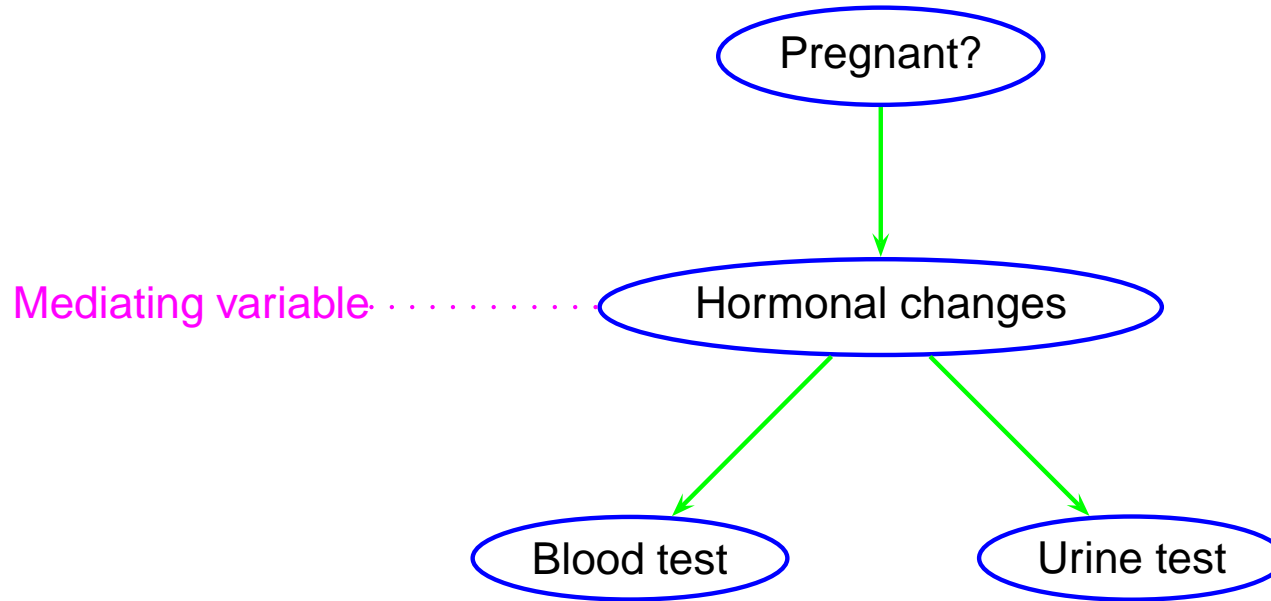 Pregnant?
Mediating variable
Hormonal changes
Blood test
Urine test